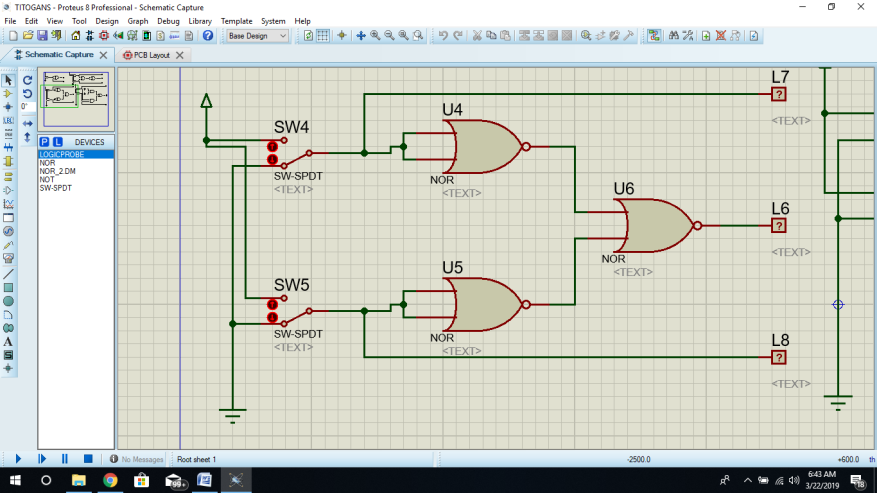 TITOGANS - Proteus 8 Professional - Schematic Capture
File Edit View Tool Design Graph Debug Library Template System Help
Base Design
Schematic Capture
PCB Layout
0°
LBL
P L DEVICES
LOGICPROBE
NOR
NOR_2.DM
NOT
SW-SPDT
L7
?
<TEXT>
U4
NOR
<TEXT>
SW4
SW-SPDT
<TEXT>
U6
NOR
<TEXT>
L6
?
<TEXT>
SW5
SW-SPDT
<TEXT>
U5
NOR
<TEXT>
L8
?
<TEXT>
A
No Messages
Root sheet 1
-2500.0
+600.0
th
99+
6:43 AM
3/22/2019
18